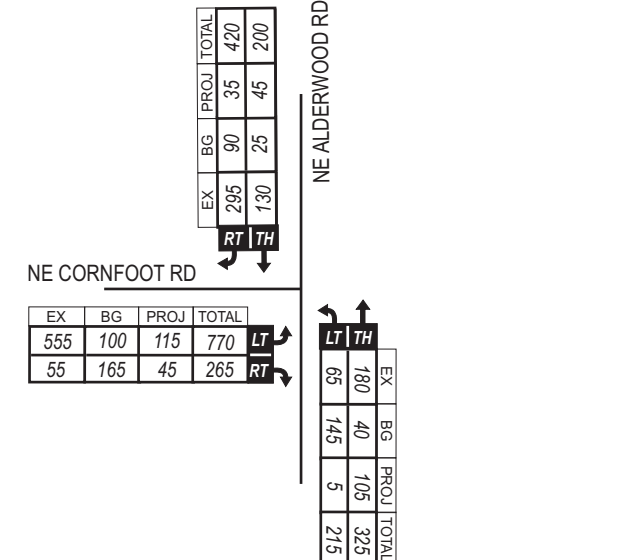 NE ALDERWOOD RD
TOTAL 420 200
PROJ 35 45
BG 90 25
EX 295 130
RT TH
NE CORNFOOT RD
EX BG PROJ TOTAL
555 100 115 770 LT
55 165 45 265 RT
LT TH
65 180 EX
145 40 BG
5 105 PROJ
215 325 TOTAL